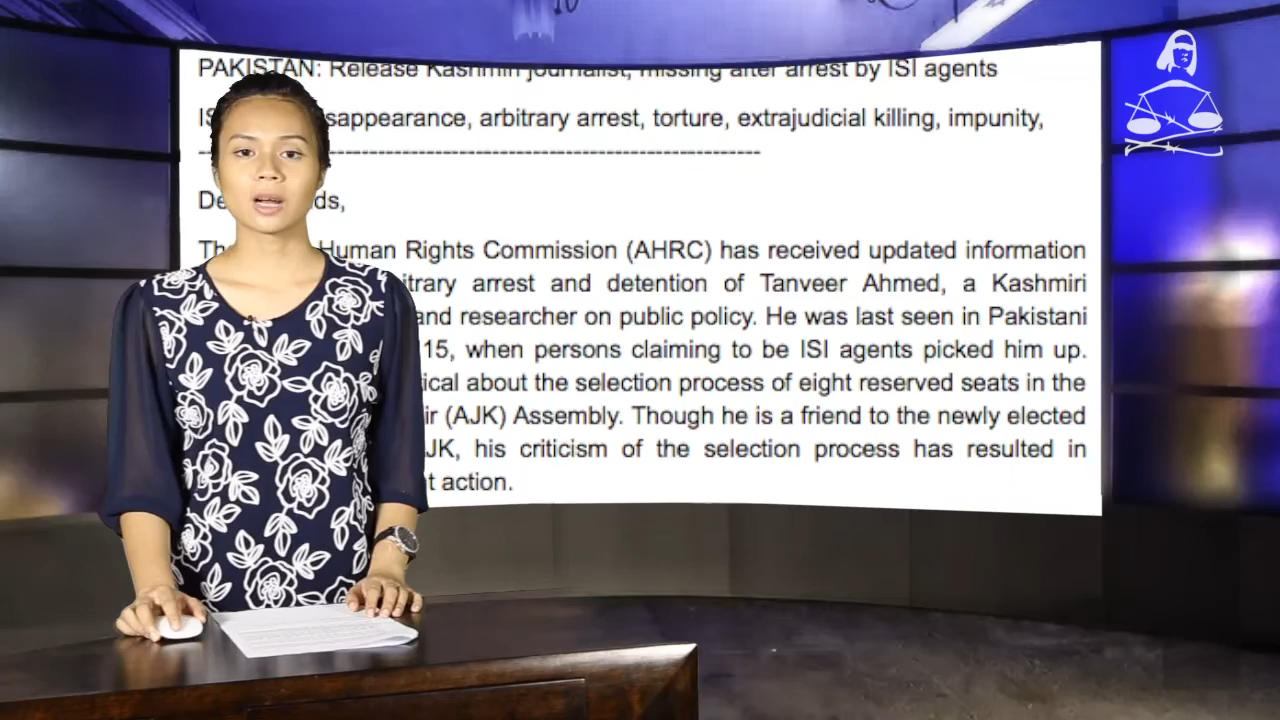 PAKISTAN: Release Kashmiri journalist, missing after arrest by ISI agents
sappearance, arbitrary arrest, torture, extrajudicial killing, impunity,
ds,
Human Rights Commission (AHRC) has received updated information
itrary arrest and detention of Tanveer Ahmed, a Kashmiri
and researcher on public policy. He was last seen in Pakistani
15, when persons claiming to be ISI agents picked him up.
ical about the selection process of eight reserved seats in the
ir (AJK) Assembly. Though he is a friend to the newly elected
JK, his criticism of the selection process has resulted in
t action.